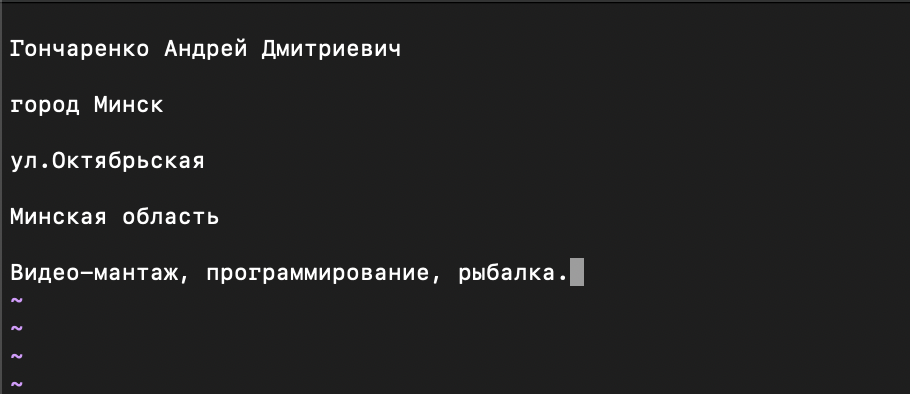 Гончаренко Андрей Дмитриевич
город Минск
ул.Октябрьская
Минская область
Видео-мантаж, программирование, рыбалка.
~
~
~
~